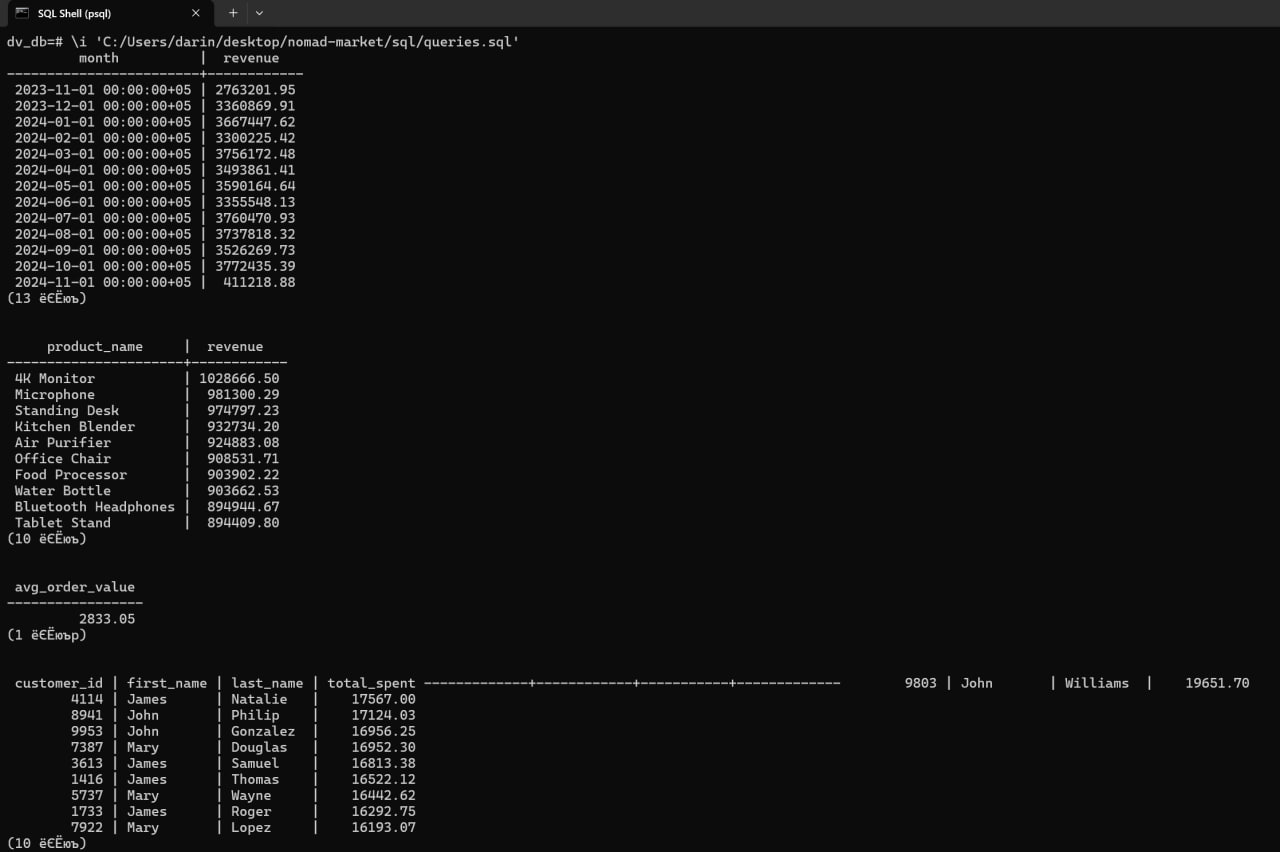 SQL Shell (psql)
dv_db=# \i 'C:/Users/darin/desktop/nomad-market/sql/queries.sql'
         month          |  revenue
------------------------+------------
 2023-11-01 00:00:00+05 | 2763201.95
 2023-12-01 00:00:00+05 | 3360869.91
 2024-01-01 00:00:00+05 | 3667447.62
 2024-02-01 00:00:00+05 | 3300225.42
 2024-03-01 00:00:00+05 | 3756172.48
 2024-04-01 00:00:00+05 | 3493861.41
 2024-05-01 00:00:00+05 | 3590164.64
 2024-06-01 00:00:00+05 | 3355548.13
 2024-07-01 00:00:00+05 | 3760470.93
 2024-08-01 00:00:00+05 | 3737818.32
 2024-09-01 00:00:00+05 | 3526269.73
 2024-10-01 00:00:00+05 | 3772435.39
 2024-11-01 00:00:00+05 |  411218.88
(13 ёЄЁюъ)
    product_name      |  revenue
----------------------+------------
 4K Monitor           | 1028666.50
 Microphone           |  981300.29
 Standing Desk        |  974797.23
 Kitchen Blender      |  932734.20
 Air Purifier         |  924883.08
 Office Chair         |  908531.71
 Food Processor       |  903902.22
 Water Bottle         |  903662.53
 Bluetooth Headphones |  894944.67
 Tablet Stand         |  894409.80
(10 ёЄЁюъ)
 avg_order_value
-----------------
         2833.05
(1 ёЄЁюър)
 customer_id | first_name | last_name | total_spent -------------+------------+-----------+-------------        9803 | John       | Williams  |    19651.70
        4114 | James      | Natalie   |    17567.00
        8941 | John       | Philip    |    17124.03
        9953 | John       | Gonzalez  |    16956.25
        7387 | Mary       | Douglas   |    16952.30
        3613 | James      | Samuel    |    16813.38
        1416 | James      | Thomas    |    16522.12
        5737 | Mary       | Wayne     |    16442.62
        1733 | James      | Roger     |    16292.75
        7922 | Mary       | Lopez     |    16193.07
(10 ёЄЁюъ)